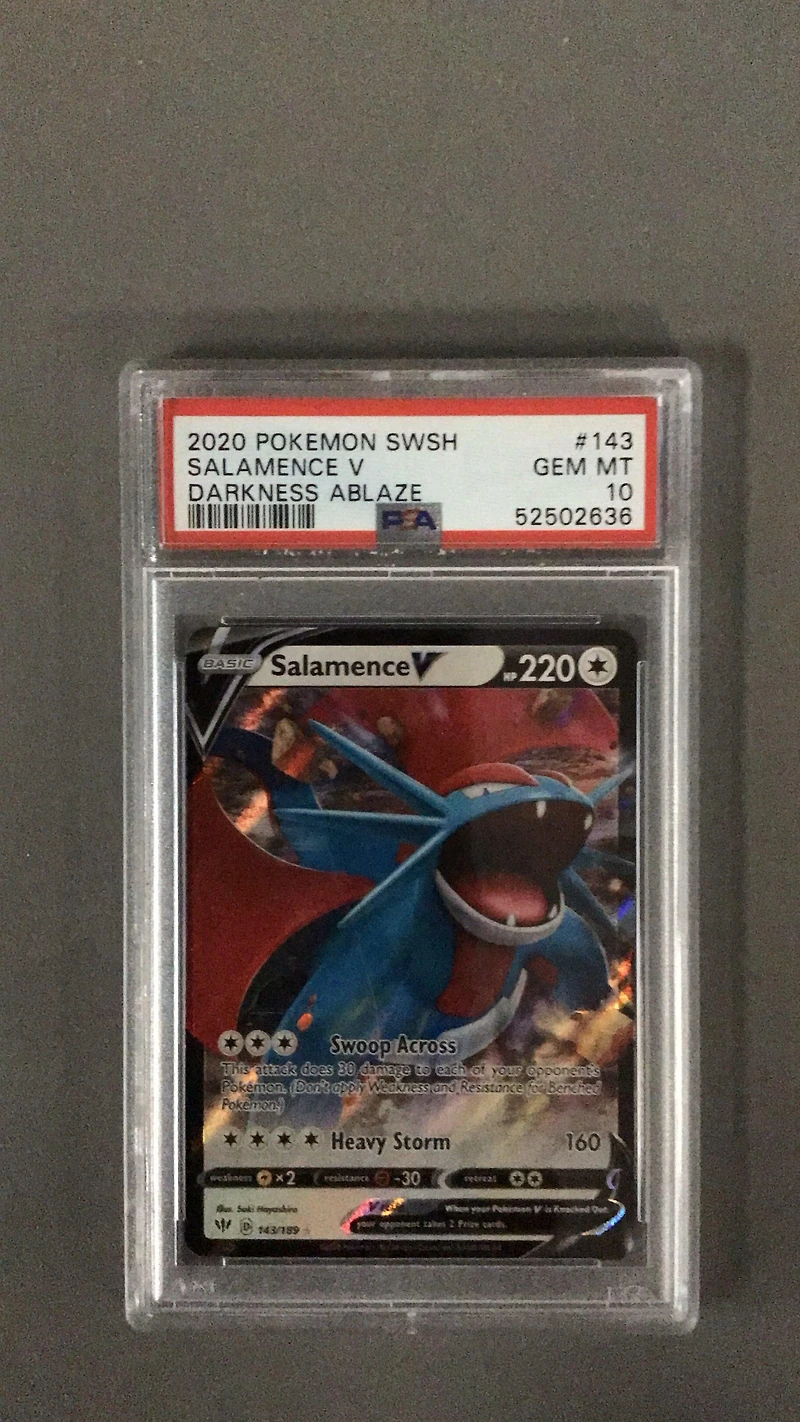 2020 POKEMON SWSH #143
SALAMENCE V GEM MT
DARKNESS ABLAZE 10
PSA 52502636
BASIC Salamence V HP 220
Swoop Across
This attack does 30 damage to each of your opponent's
Pokémon. (Don't apply Weakness and Resistance for Benched
Pokémon.)
Heavy Storm 160
weakness ×2 resistance -30 retreat
Illus. Saki Hayashiro
When your Pokémon V is Knocked Out,
your opponent takes 2 Prize cards.
D 143/189